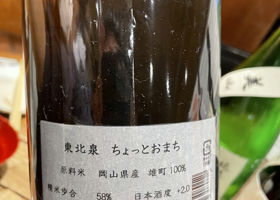 東北泉 ちょっとおまち
原料米 岡山県産 雄町100%
精米歩合 58% 日本酒度 +2.0